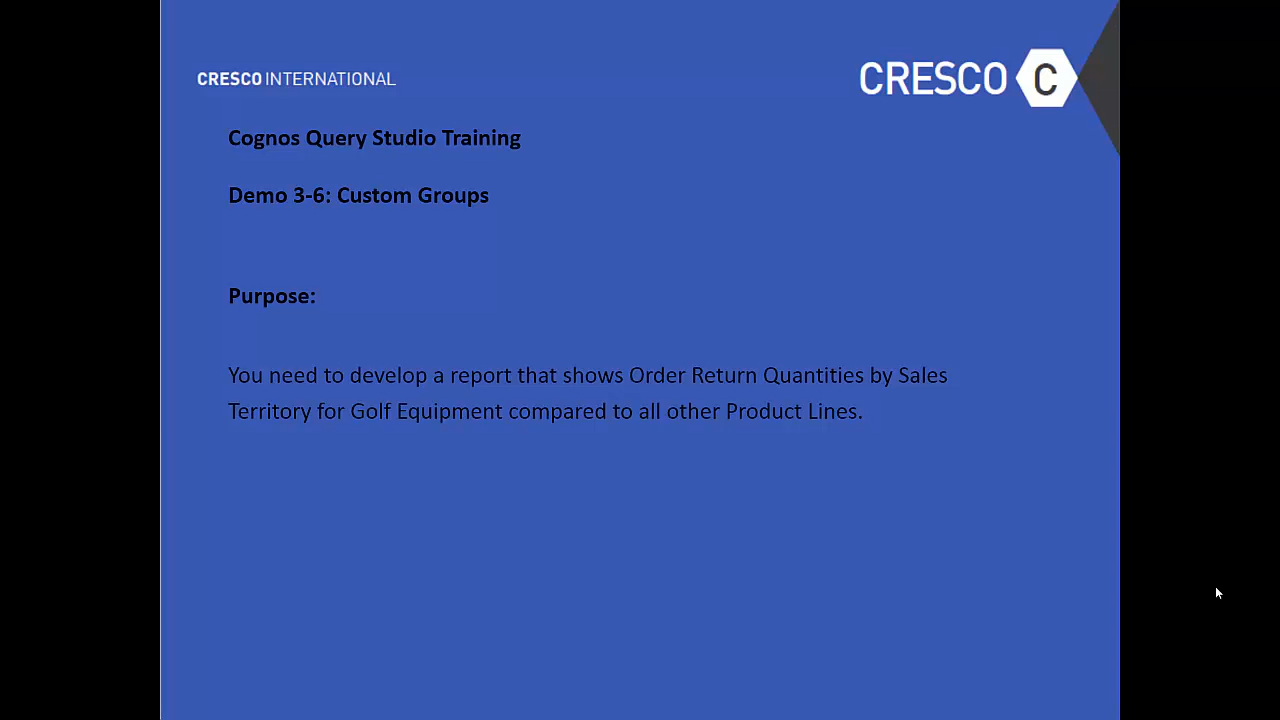 CRESCO INTERNATIONAL
CRESCO C
Cognos Query Studio Training
Demo 3-6: Custom Groups
Purpose:
You need to develop a report that shows Order Return Quantities by Sales
Territory for Golf Equipment compared to all other Product Lines.